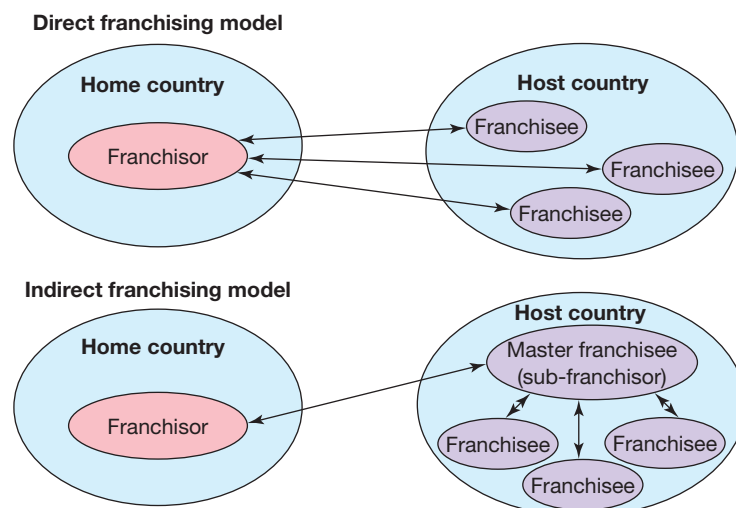 Direct franchising model
Home country
Host country
Franchisor
Franchisee
Franchisee
Franchisee
Indirect franchising model
Home country
Host country
Franchisor
Master franchisee
(sub-franchisor)
Franchisee
Franchisee
Franchisee